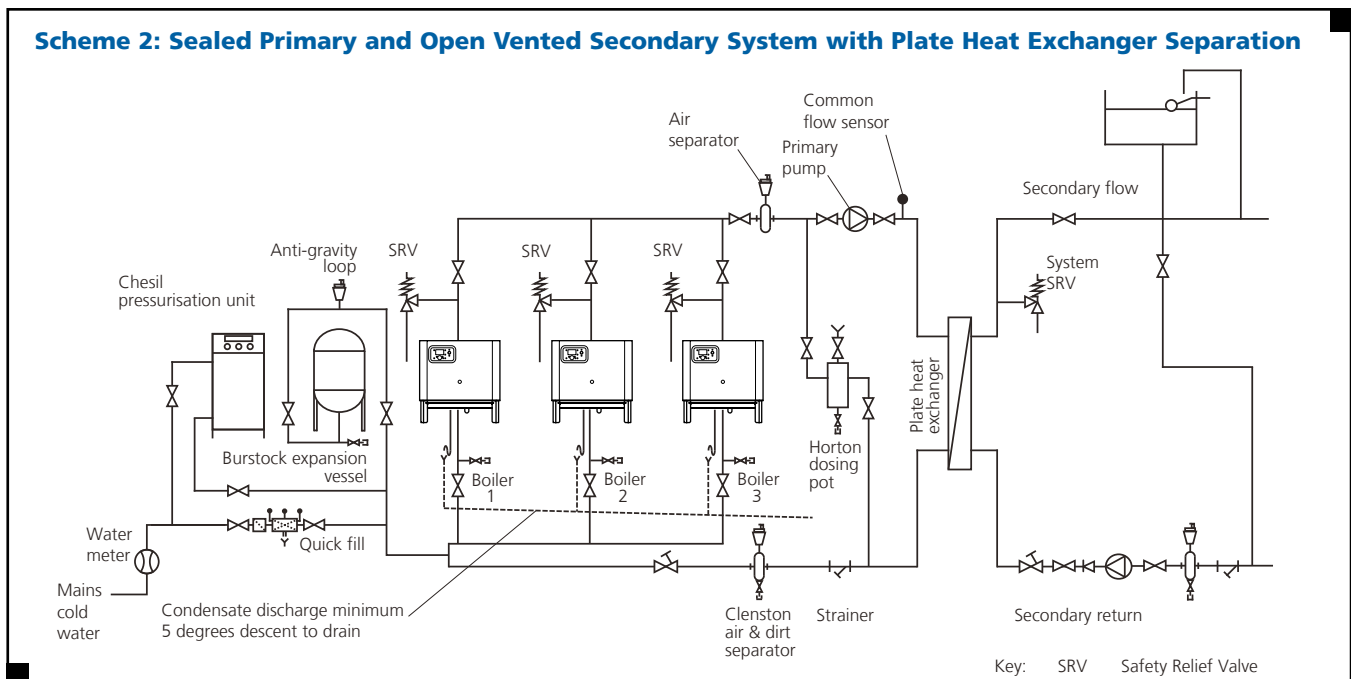 Scheme 2: Sealed Primary and Open Vented Secondary System with Plate Heat Exchanger Separation
Common
flow sensor
Air
separator
Primary
pump
Secondary flow
SRV
SRV
SRV
System
SRV
Anti-gravity
loop
Chesil
pressurisation unit
Plate heat
exchanger
Burstock expansion
vessel
Boiler
1
Boiler
2
Boiler
3
Horton
dosing
pot
Water
meter
Quick fill
Mains
cold
water
Condensate discharge minimum
5 degrees descent to drain
Clenston
air & dirt
separator
Strainer
Secondary return
Key: SRV Safety Relief Valve